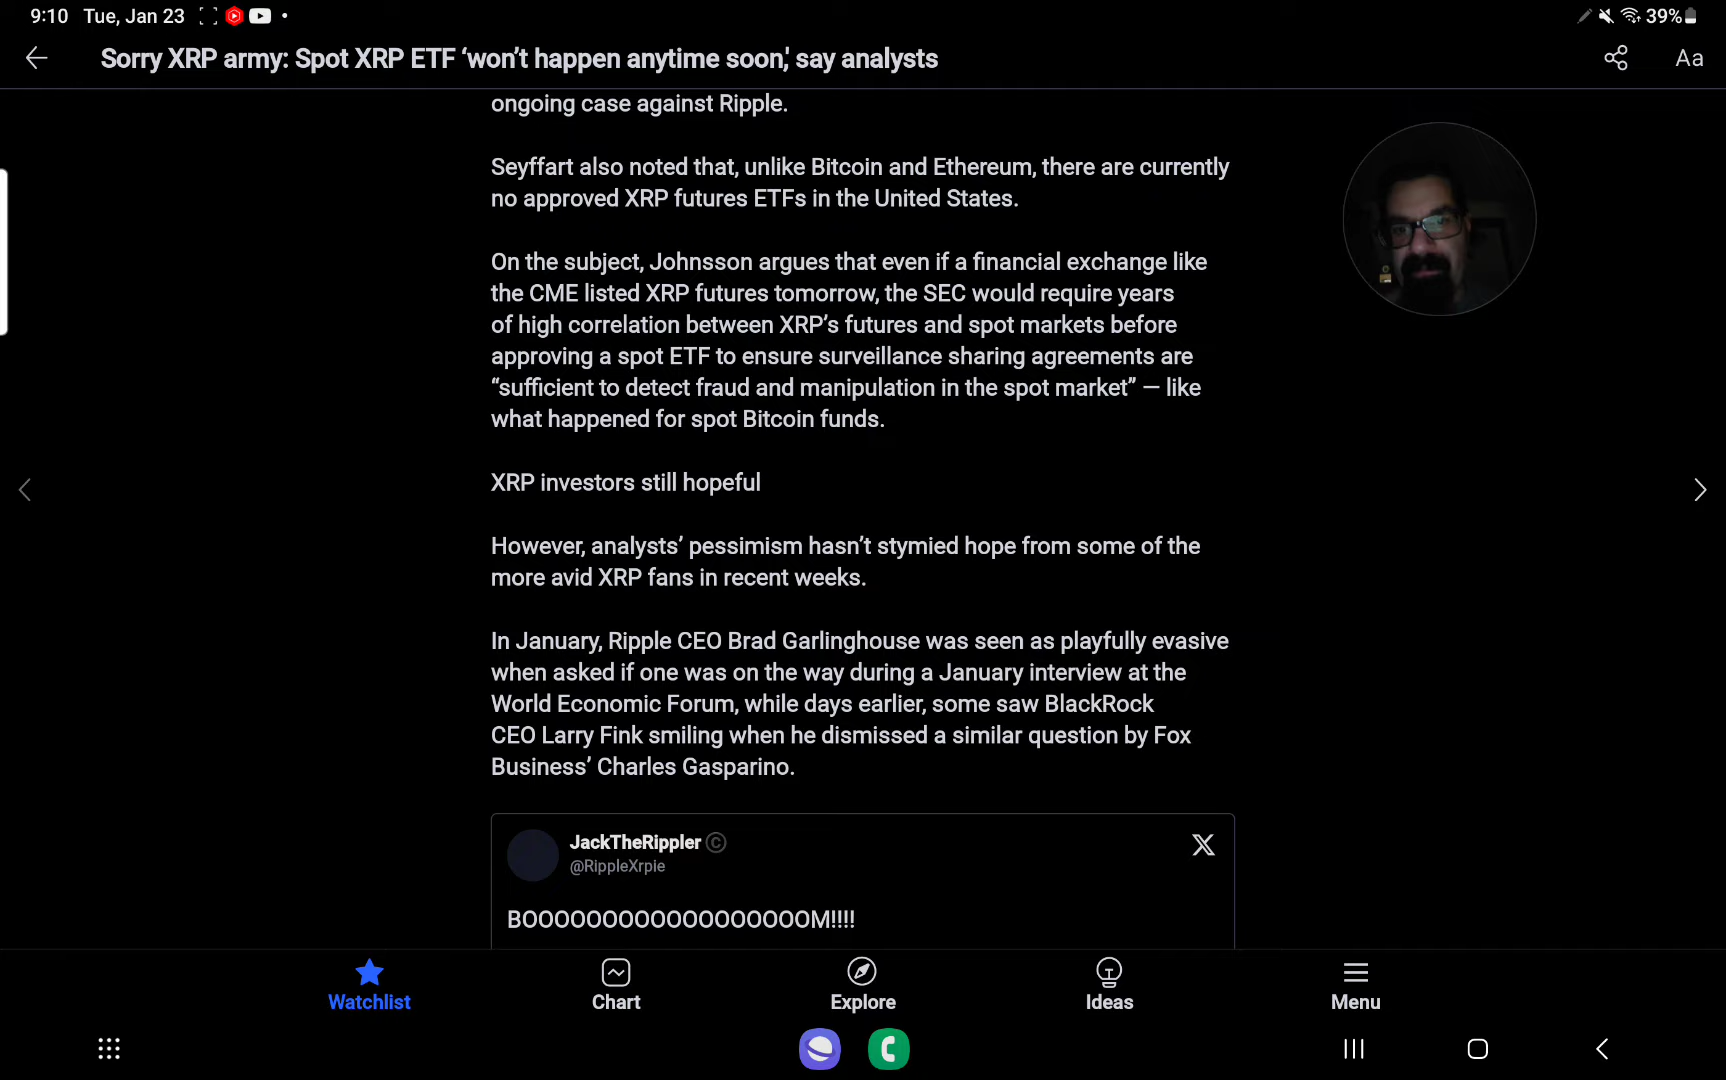 9:10 Tue, Jan 23
39%
Sorry XRP army: Spot XRP ETF ‘won’t happen anytime soon,’ say analysts
Aa
ongoing case against Ripple.
Seyffart also noted that, unlike Bitcoin and Ethereum, there are currently
no approved XRP futures ETFs in the United States.
On the subject, Johnsson argues that even if a financial exchange like
the CME listed XRP futures tomorrow, the SEC would require years
of high correlation between XRP’s futures and spot markets before
approving a spot ETF to ensure surveillance sharing agreements are
“sufficient to detect fraud and manipulation in the spot market” — like
what happened for spot Bitcoin funds.
XRP investors still hopeful
However, analysts’ pessimism hasn’t stymied hope from some of the
more avid XRP fans in recent weeks.
In January, Ripple CEO Brad Garlinghouse was seen as playfully evasive
when asked if one was on the way during a January interview at the
World Economic Forum, while days earlier, some saw BlackRock
CEO Larry Fink smiling when he dismissed a similar question by Fox
Business’ Charles Gasparino.
JackTheRippler ©
@RippleXrpie
BOOOOOOOOOOOOOOOOOOM!!!!
Watchlist
Chart
Explore
Ideas
Menu